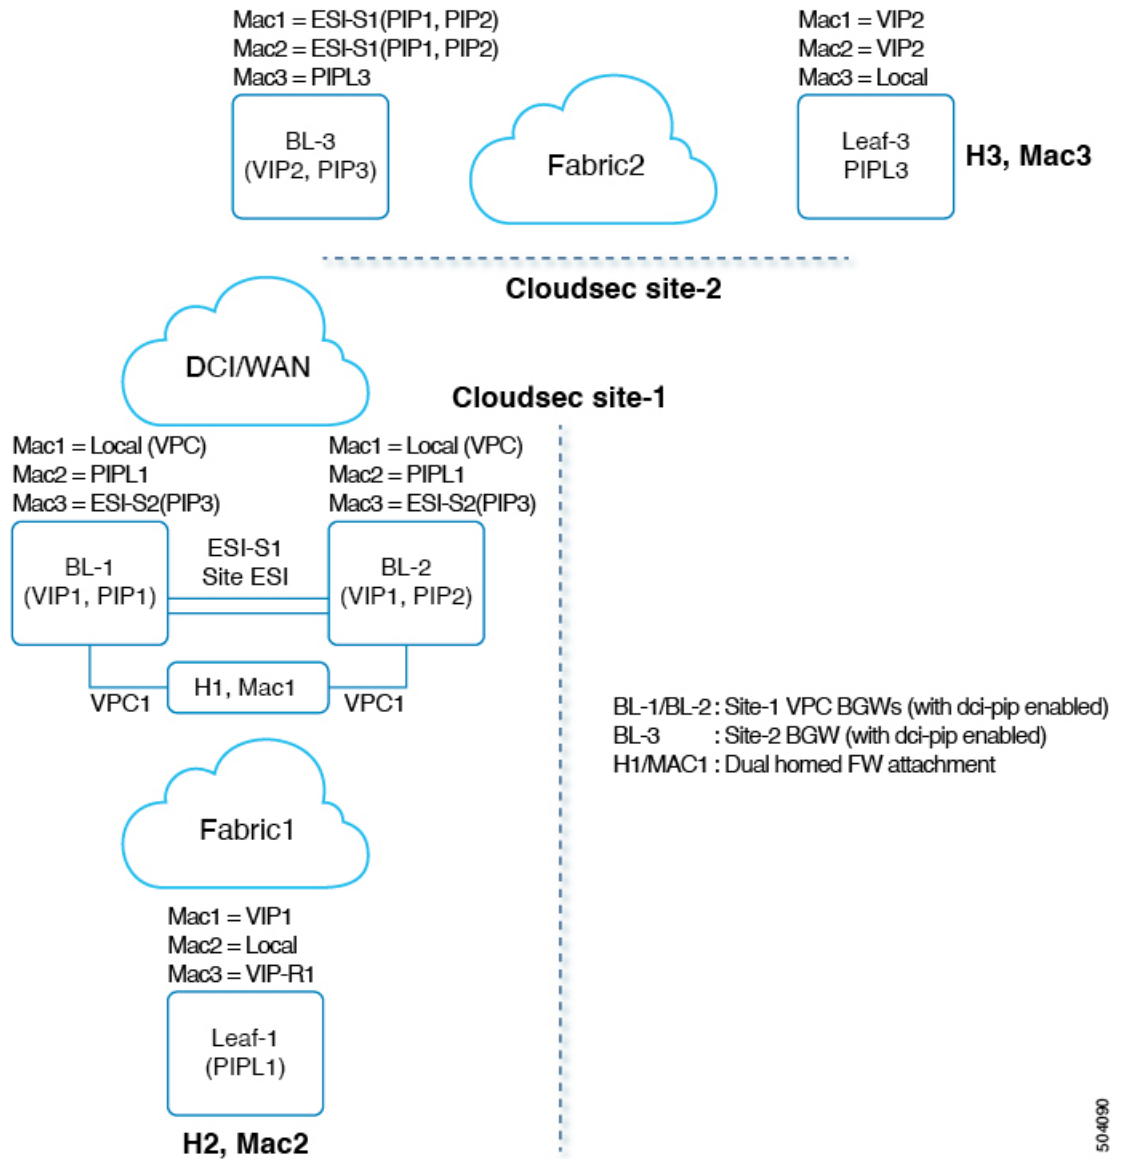 Mac1 = ESI-S1(PIP1, PIP2)
Mac2 = ESI-S1(PIP1, PIP2)
Mac3 = PIPL3
BL-3
(VIP2, PIP3)
Fabric2
Mac1 = VIP2
Mac2 = VIP2
Mac3 = Local
Leaf-3
PIPL3
H3, Mac3
Cloudsec site-2
DCI/WAN
Cloudsec site-1
Mac1 = Local (VPC)
Mac2 = PIPL1
Mac3 = ESI-S2(PIP3)
BL-1
(VIP1, PIP1)
ESI-S1
Site ESI
Mac1 = Local (VPC)
Mac2 = PIPL1
Mac3 = ESI-S2(PIP3)
BL-2
(VIP1, PIP2)
VPC1
H1, Mac1
VPC1
BL-1/BL-2 : Site-1 VPC BGWs (with dci-pip enabled)
BL-3 : Site-2 BGW (with dci-pip enabled)
H1/MAC1 : Dual homed FW attachment
Fabric1
Mac1 = VIP1
Mac2 = Local
Mac3 = VIP-R1
Leaf-1
(PIPL1)
H2, Mac2
504090